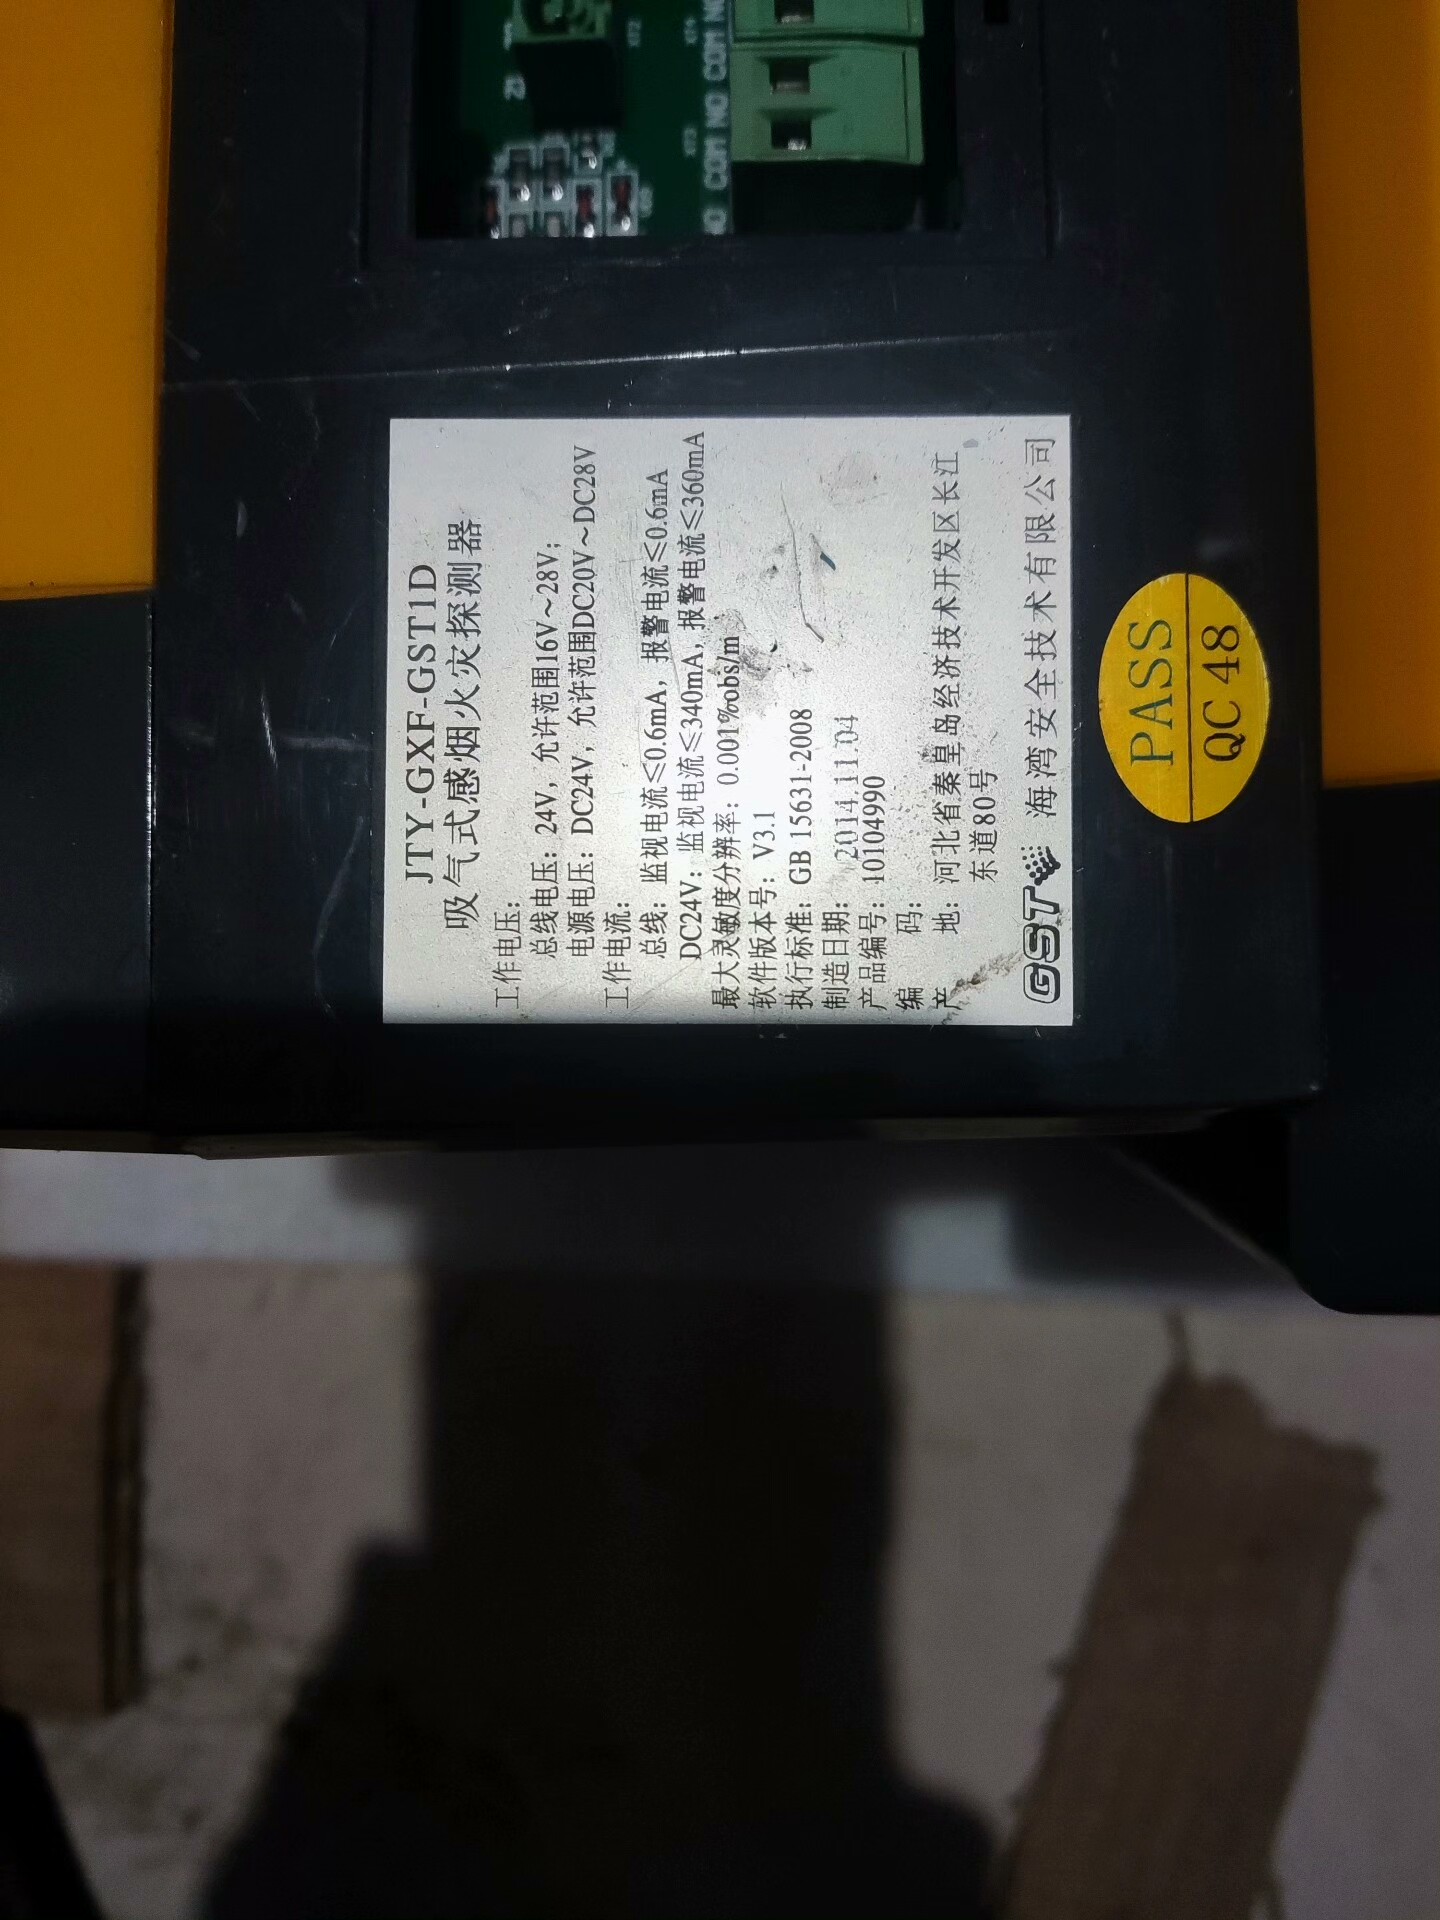 JTY-GXF-GST1D
吸气式感烟火灾探测器
工作电压：
总线电压：24V，允许范围16V～28V；
电源电压：DC24V，允许范围DC20V～DC28V
工作电流：
总线：监视电流≤0.6mA，报警电流≤0.6mA
DC24V：监视电流≤340mA，报警电流≤360mA
最大灵敏度分辨率：0.001%obs/m
软件版本号：V3.1
执行标准：GB 15631-2008
制造日期：2014.11.04
产品编号：10104990
编 码：
产 地：河北省秦皇岛经济技术开发区长江
东道80号
GST 海湾安全技术有限公司
PASS
QC 48
XT2
XT4
COM NO
XT3
COM NO